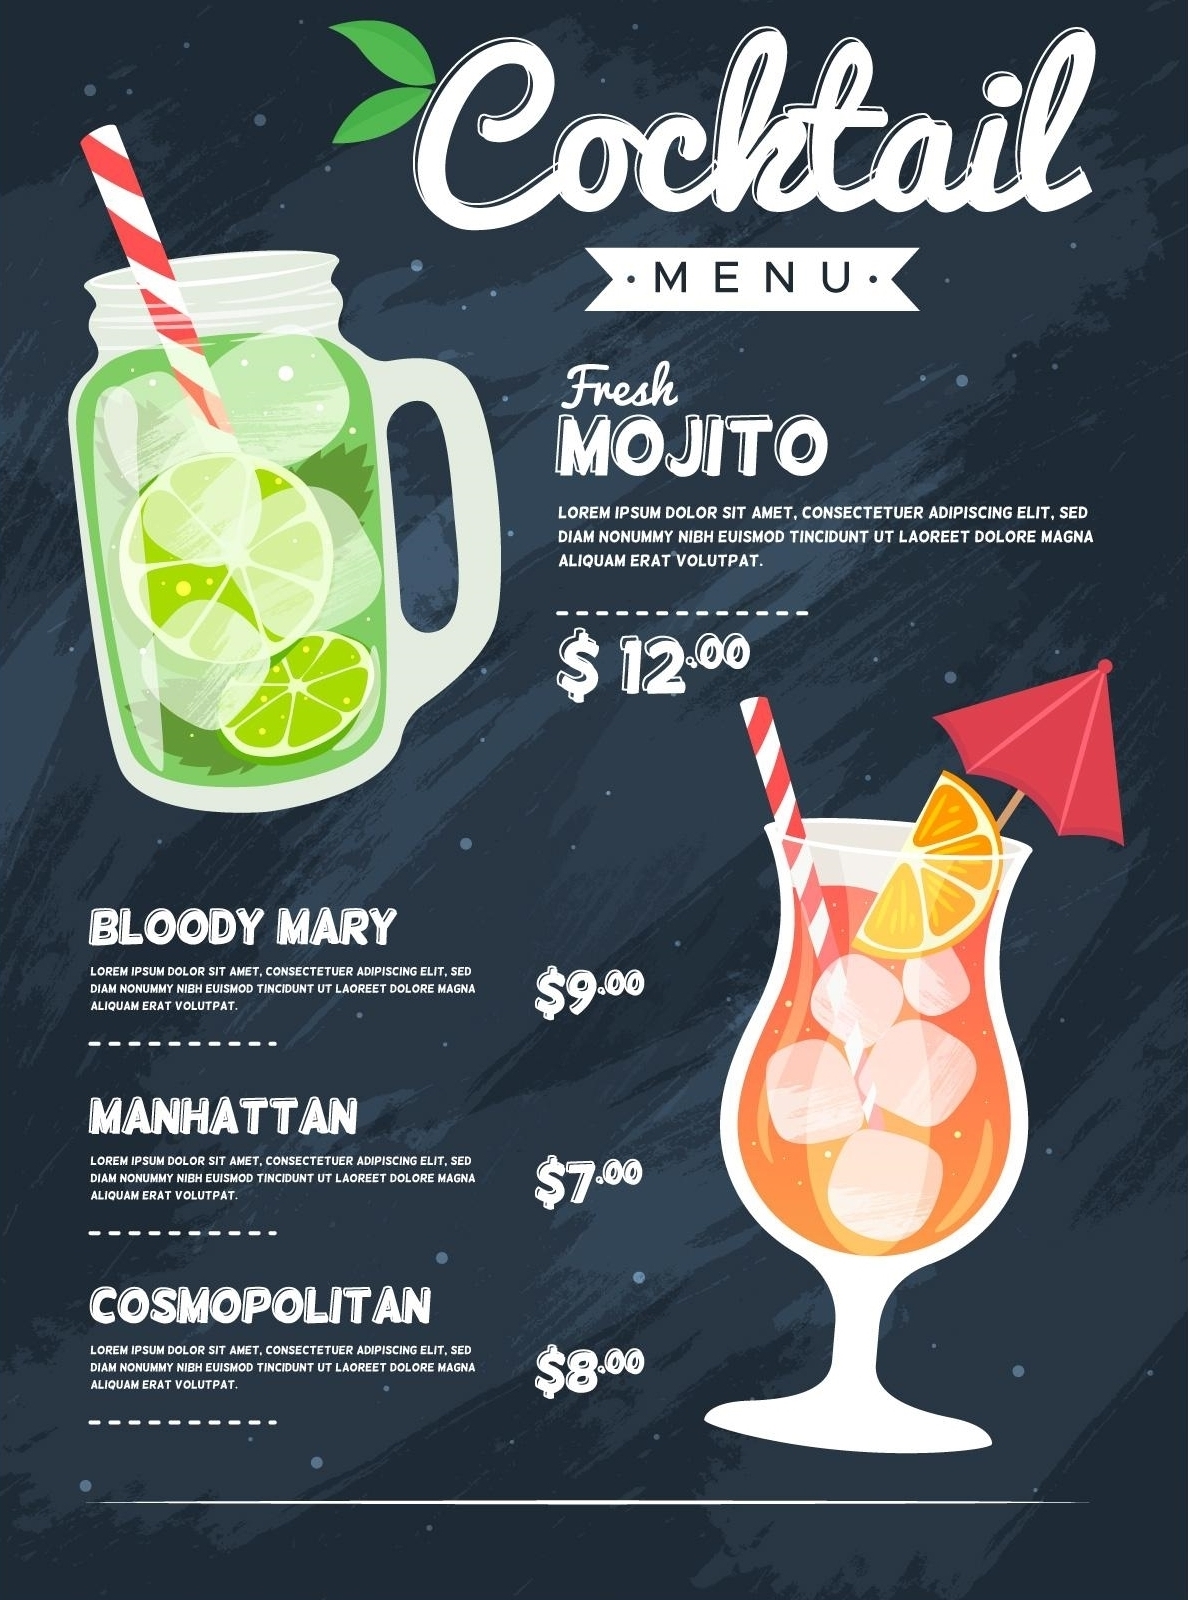 Cocktail
· MENU ·
Fresh
MOJITO
LOREM IPSUM DOLOR SIT AMET, CONSECTETUER ADIPISCING ELIT, SED
DIAM NONUMMY NIBH EUISMOD TINCIDUNT UT LAOREET DOLORE MAGNA
ALIQUAM ERAT VOLUTPAT.
$ 12.00
BLOODY MARY
LOREM IPSUM DOLOR SIT AMET, CONSECTETUER ADIPISCING ELIT, SED
DIAM NONUMMY NIBH EUISMOD TINCIDUNT UT LAOREET DOLORE MAGNA
ALIQUAM ERAT VOLUTPAT.
$9.00
MANHATTAN
LOREM IPSUM DOLOR SIT AMET, CONSECTETUER ADIPISCING ELIT, SED
DIAM NONUMMY NIBH EUISMOD TINCIDUNT UT LAOREET DOLORE MAGNA
ALIQUAM ERAT VOLUTPAT.
$7.00
COSMOPOLITAN
LOREM IPSUM DOLOR SIT AMET, CONSECTETUER ADIPISCING ELIT, SED
DIAM NONUMMY NIBH EUISMOD TINCIDUNT UT LAOREET DOLORE MAGNA
ALIQUAM ERAT VOLUTPAT.
$8.00